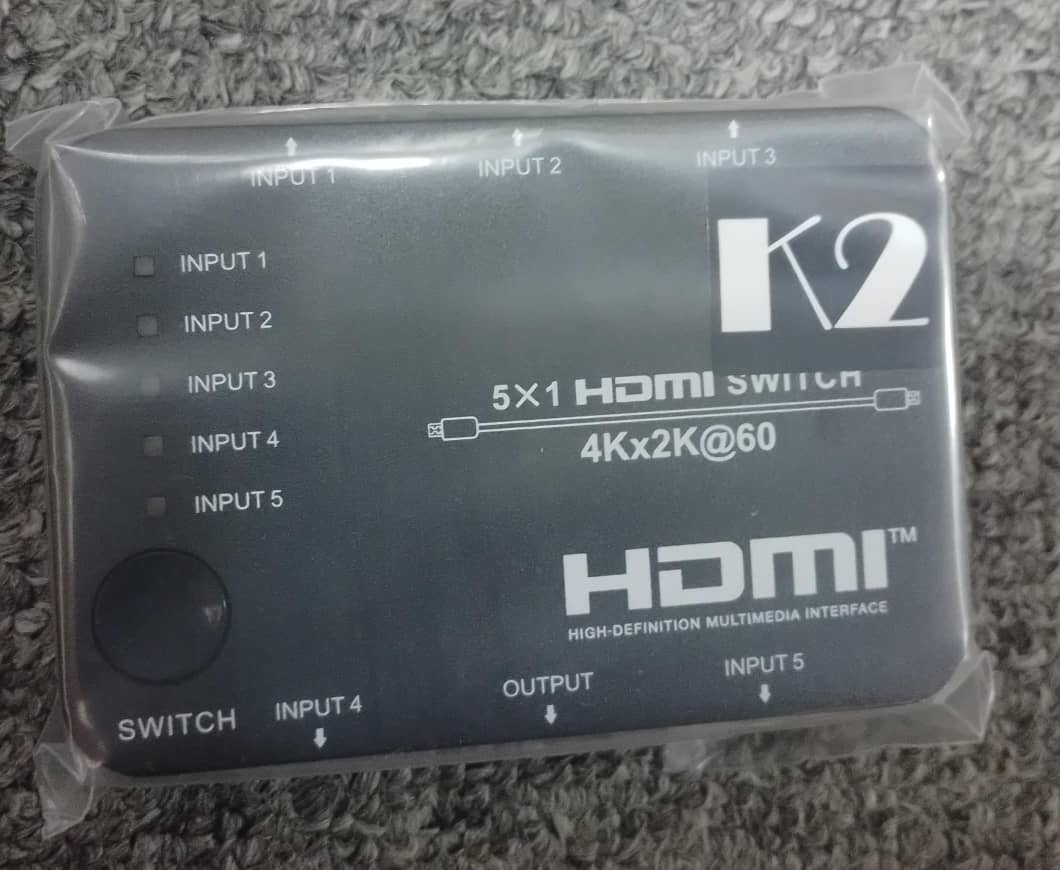 INPUT 1
INPUT 2
INPUT 3
K2
INPUT 1
INPUT 2
INPUT 3
INPUT 4
INPUT 5
5×1 HDMI SWITCH
4Kx2K@60
HDMI™
HIGH-DEFINITION MULTIMEDIA INTERFACE
SWITCH
INPUT 4
OUTPUT
INPUT 5